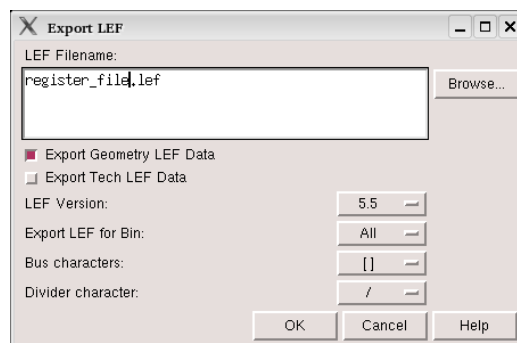 Export LEF
LEF Filename:
register_file.lef
Browse...
Export Geometry LEF Data
Export Tech LEF Data
LEF Version: 5.5
Export LEF for Bin: All
Bus characters: []
Divider character: /
OK Cancel Help